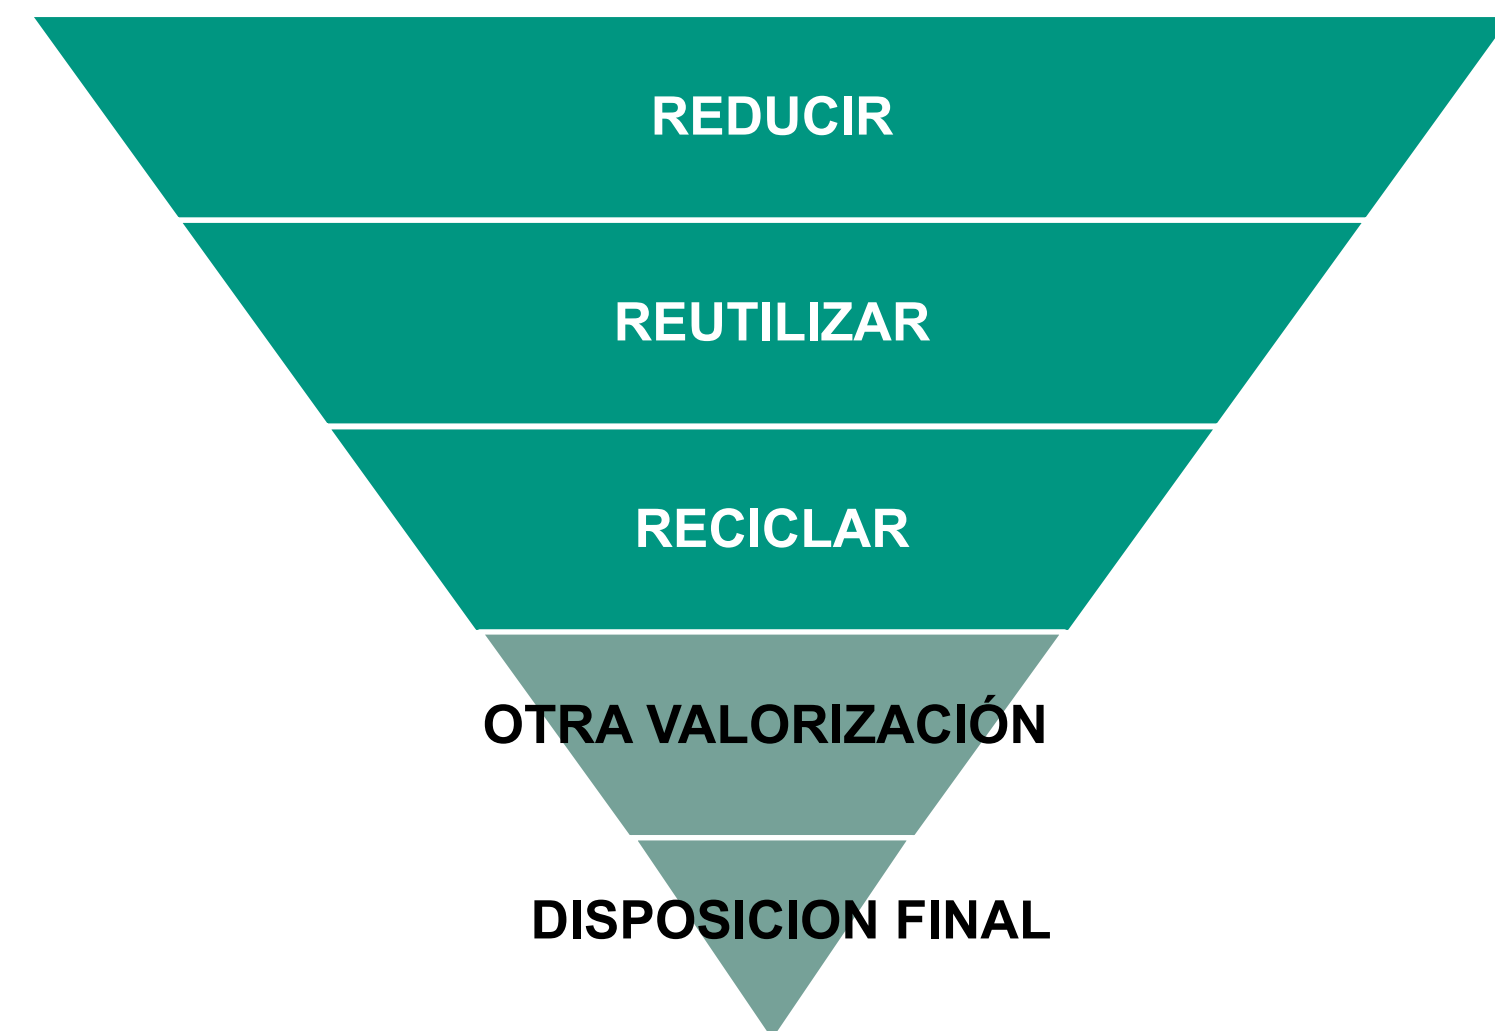 REDUCIR
REUTILIZAR
RECICLAR
OTRA VALORIZACIÓN
DISPOSICION FINAL